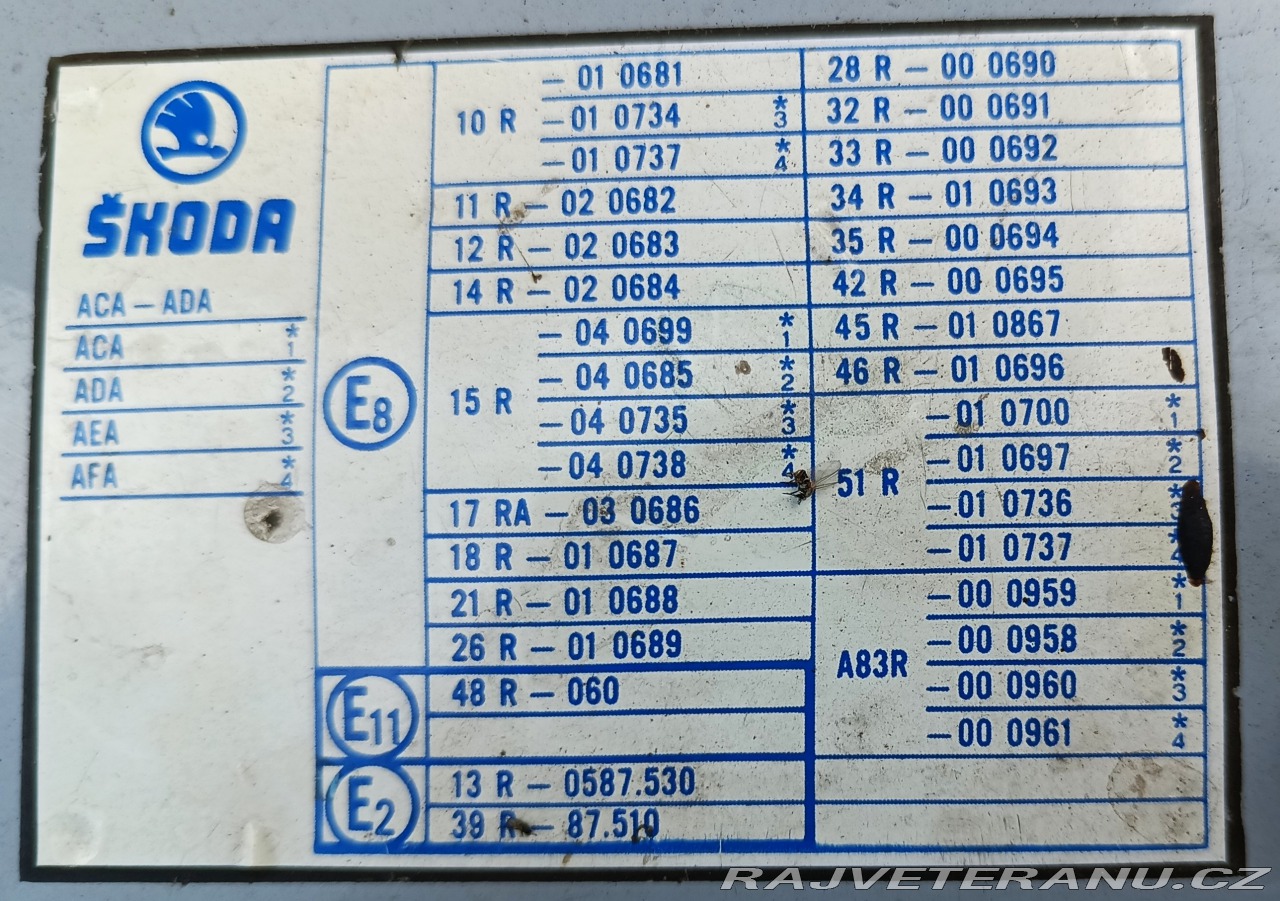 ŠKODA
ACA – ADA
ACA *1
ADA *2
AEA *3
AFA *4
E8
10 R – 01 0681
– 01 0734 *3
– 01 0737 *4
11 R – 02 0682
12 R – 02 0683
14 R – 02 0684
15 R – 04 0699 *1
– 04 0685 *2
– 04 0735 *3
– 04 0738 *4
17 RA – 03 0686
18 R – 01 0687
21 R – 01 0688
26 R – 01 0689
E11
48 R – 060
E2
13 R – 0587.530
39 R – 87.510
28 R – 00 0690
32 R – 00 0691
33 R – 00 0692
34 R – 01 0693
35 R – 00 0694
42 R – 00 0695
45 R – 01 0867
46 R – 01 0696
51 R – 01 0700 *1
– 01 0697 *2
– 01 0736 *3
– 01 0737 *4
A83R – 00 0959 *1
– 00 0958 *2
– 00 0960 *3
– 00 0961 *4
RAJVETERANU.CZ